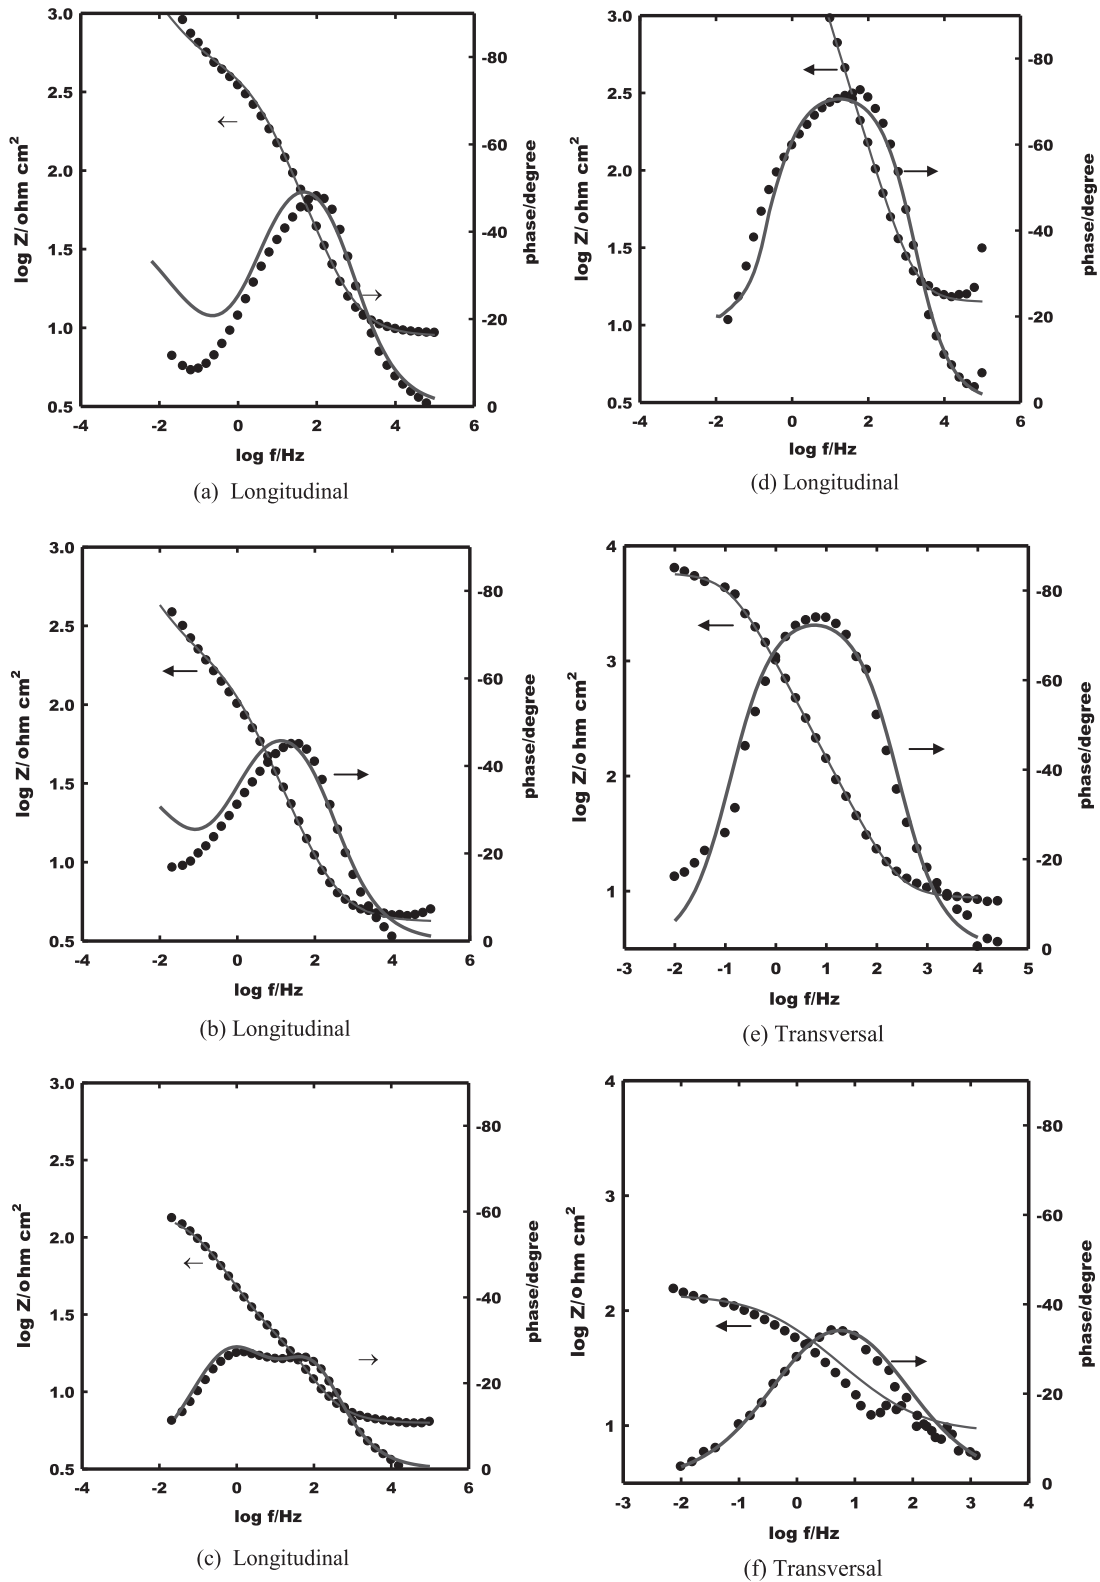 3.0
2.5
2.0
1.5
1.0
0.5
log Z/ohm cm2
-80
-60
-40
-20
0
phase/degree
-4 -2 0 2 4 6
log f/Hz
(a) Longitudinal
3.0
2.5
2.0
1.5
1.0
0.5
log Z/ohm cm2
-80
-60
-40
-20
0
phase/degree
-4 -2 0 2 4 6
log f/Hz
(d) Longitudinal
3.0
2.5
2.0
1.5
1.0
0.5
log Z/ohm cm2
-80
-60
-40
-20
0
phase/degree
-4 -2 0 2 4 6
log f/Hz
(b) Longitudinal
4
3
2
1
log Z/ohm cm2
-80
-60
-40
-20
0
phase/degree
-3 -2 -1 0 1 2 3 4 5
log f/Hz
(e) Transversal
3.0
2.5
2.0
1.5
1.0
0.5
log Z/ohm cm2
-80
-60
-40
-20
0
phase/degree
-4 -2 0 2 4 6
log f/Hz
(c) Longitudinal
4
3
2
1
log Z/ohm cm2
-80
-60
-40
-20
0
phase/degree
-3 -2 -1 0 1 2 3 4
log f/Hz
(f) Transversal